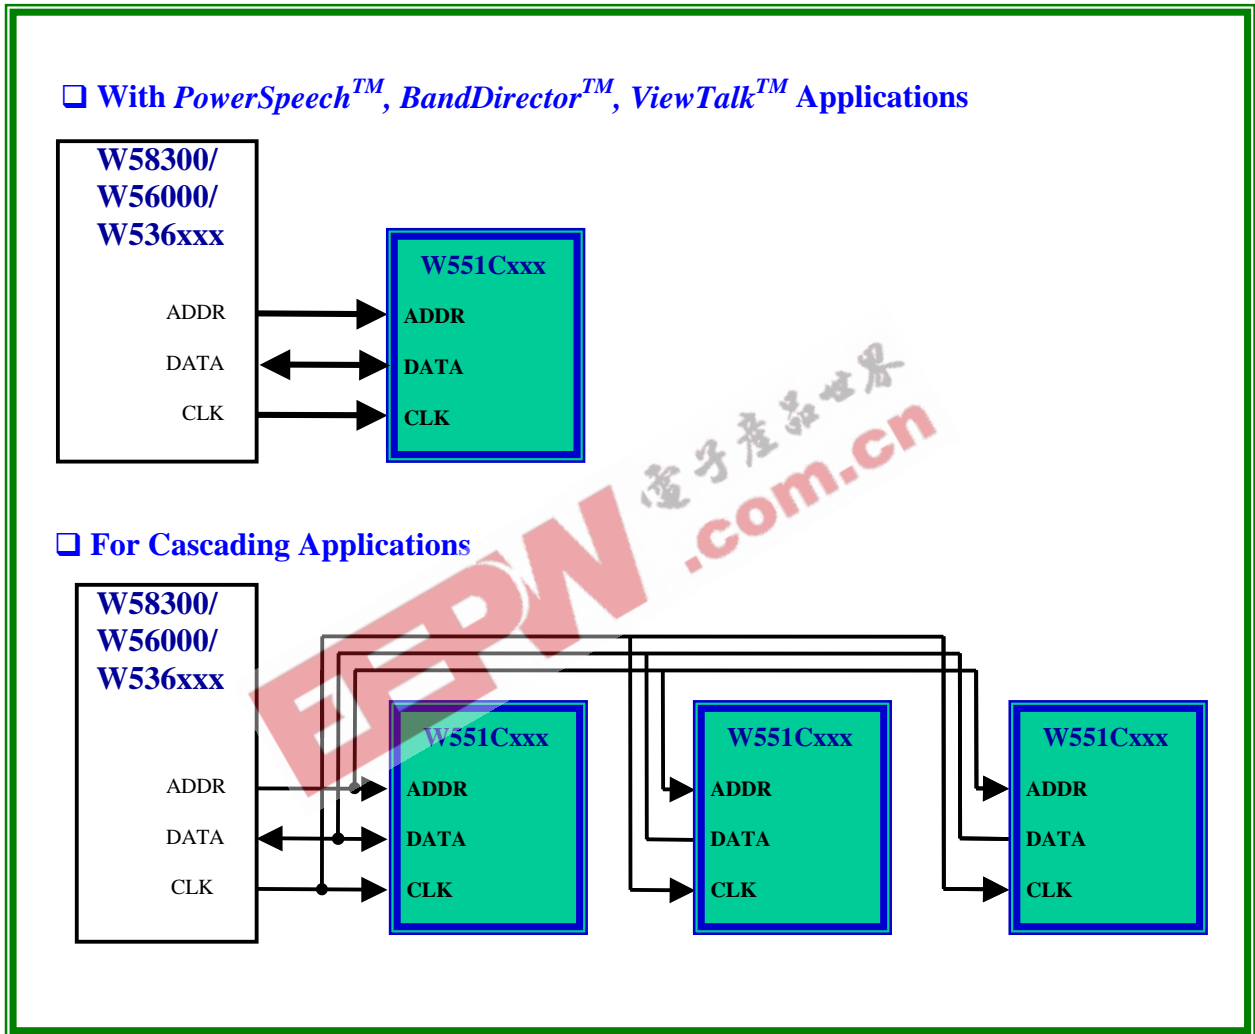 ❑ With PowerSpeech™, BandDirector™, ViewTalk™ Applications
W58300/
W56000/
W536xxx
ADDR
DATA
CLK
W551Cxxx
ADDR
DATA
CLK
EEPW 電子產品世界
.com.cn
❑ For Cascading Applications
W58300/
W56000/
W536xxx
ADDR
DATA
CLK
W551Cxxx
ADDR
DATA
CLK
W551Cxxx
ADDR
DATA
CLK
W551Cxxx
ADDR
DATA
CLK